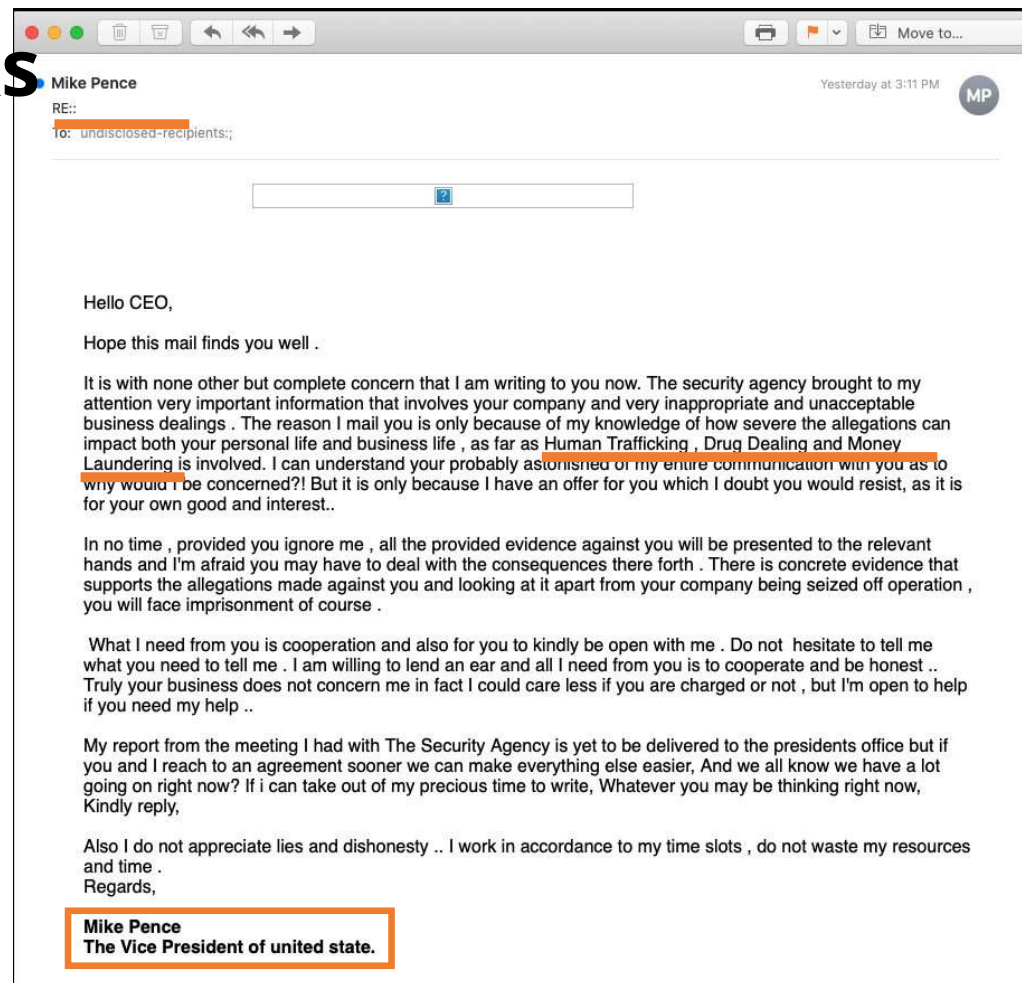 s
Move to...
Mike Pence
Yesterday at 3:11 PM
MP
RE::
To: undisclosed-recipients:;
?
Hello CEO,
Hope this mail finds you well .
It is with none other but complete concern that I am writing to you now. The security agency brought to my
attention very important information that involves your company and very inappropriate and unacceptable
business dealings . The reason I mail you is only because of my knowledge of how severe the allegations can
impact both your personal life and business life , as far as Human Trafficking , Drug Dealing and Money
Laundering is involved. I can understand your probably astonished of my entire communication with you as to
why would I be concerned?! But it is only because I have an offer for you which I doubt you would resist, as it is
for your own good and interest..
In no time , provided you ignore me , all the provided evidence against you will be presented to the relevant
hands and I'm afraid you may have to deal with the consequences there forth . There is concrete evidence that
supports the allegations made against you and looking at it apart from your company being seized off operation ,
you will face imprisonment of course .
What I need from you is cooperation and also for you to kindly be open with me . Do not hesitate to tell me
what you need to tell me . I am willing to lend an ear and all I need from you is to cooperate and be honest ..
Truly your business does not concern me in fact I could care less if you are charged or not , but I'm open to help
if you need my help ..
My report from the meeting I had with The Security Agency is yet to be delivered to the presidents office but if
you and I reach to an agreement sooner we can make everything else easier, And we all know we have a lot
going on right now? If i can take out of my precious time to write, Whatever you may be thinking right now,
Kindly reply,
Also I do not appreciate lies and dishonesty .. I work in accordance to my time slots , do not waste my resources
and time .
Regards,
Mike Pence
The Vice President of united state.